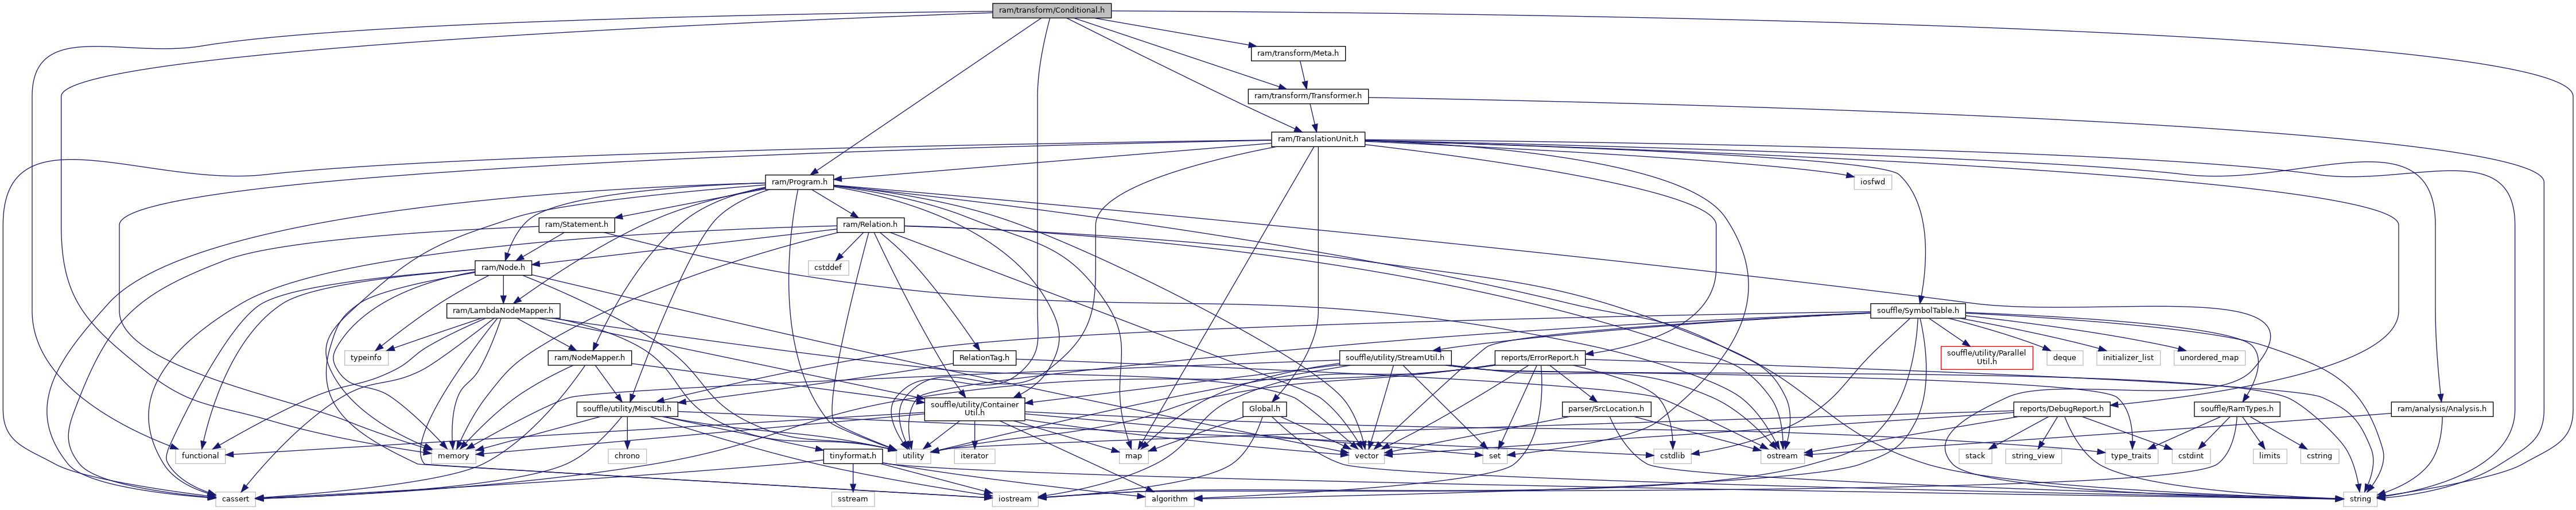 ram/transform/Conditional.h
ram/transform/Meta.h
ram/transform/Transformer.h
ram/TranslationUnit.h
ram/Program.h
iosfwd
ram/Statement.h
ram/Relation.h
ram/Node.h
cstddef
ram/LambdaNodeMapper.h
souffle/SymbolTable.h
typeinfo
ram/NodeMapper.h
RelationTag.h
souffle/utility/StreamUtil.h
reports/ErrorReport.h
souffle/utility/Parallel
Util.h
deque
initializer_list
unordered_map
souffle/utility/MiscUtil.h
souffle/utility/Container
Util.h
Global.h
parser/SrcLocation.h
reports/DebugReport.h
souffle/RamTypes.h
ram/analysis/Analysis.h
functional
memory
chrono
tinyformat.h
utility
iterator
map
vector
set
cstdlib
ostream
stack
string_view
type_traits
cstdint
limits
cstring
cassert
sstream
iostream
algorithm
string